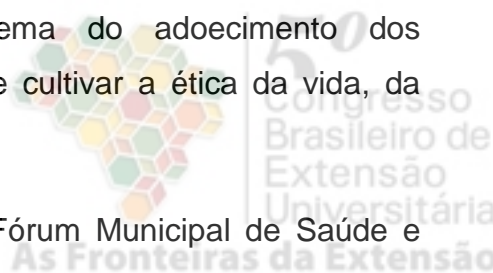 ema do adoecimento dos
e cultivar a ética da vida, da
5º
Congresso
Brasileiro de
Extensão
Universitária
Fórum Municipal de Saúde e
As Fronteiras da Extensão